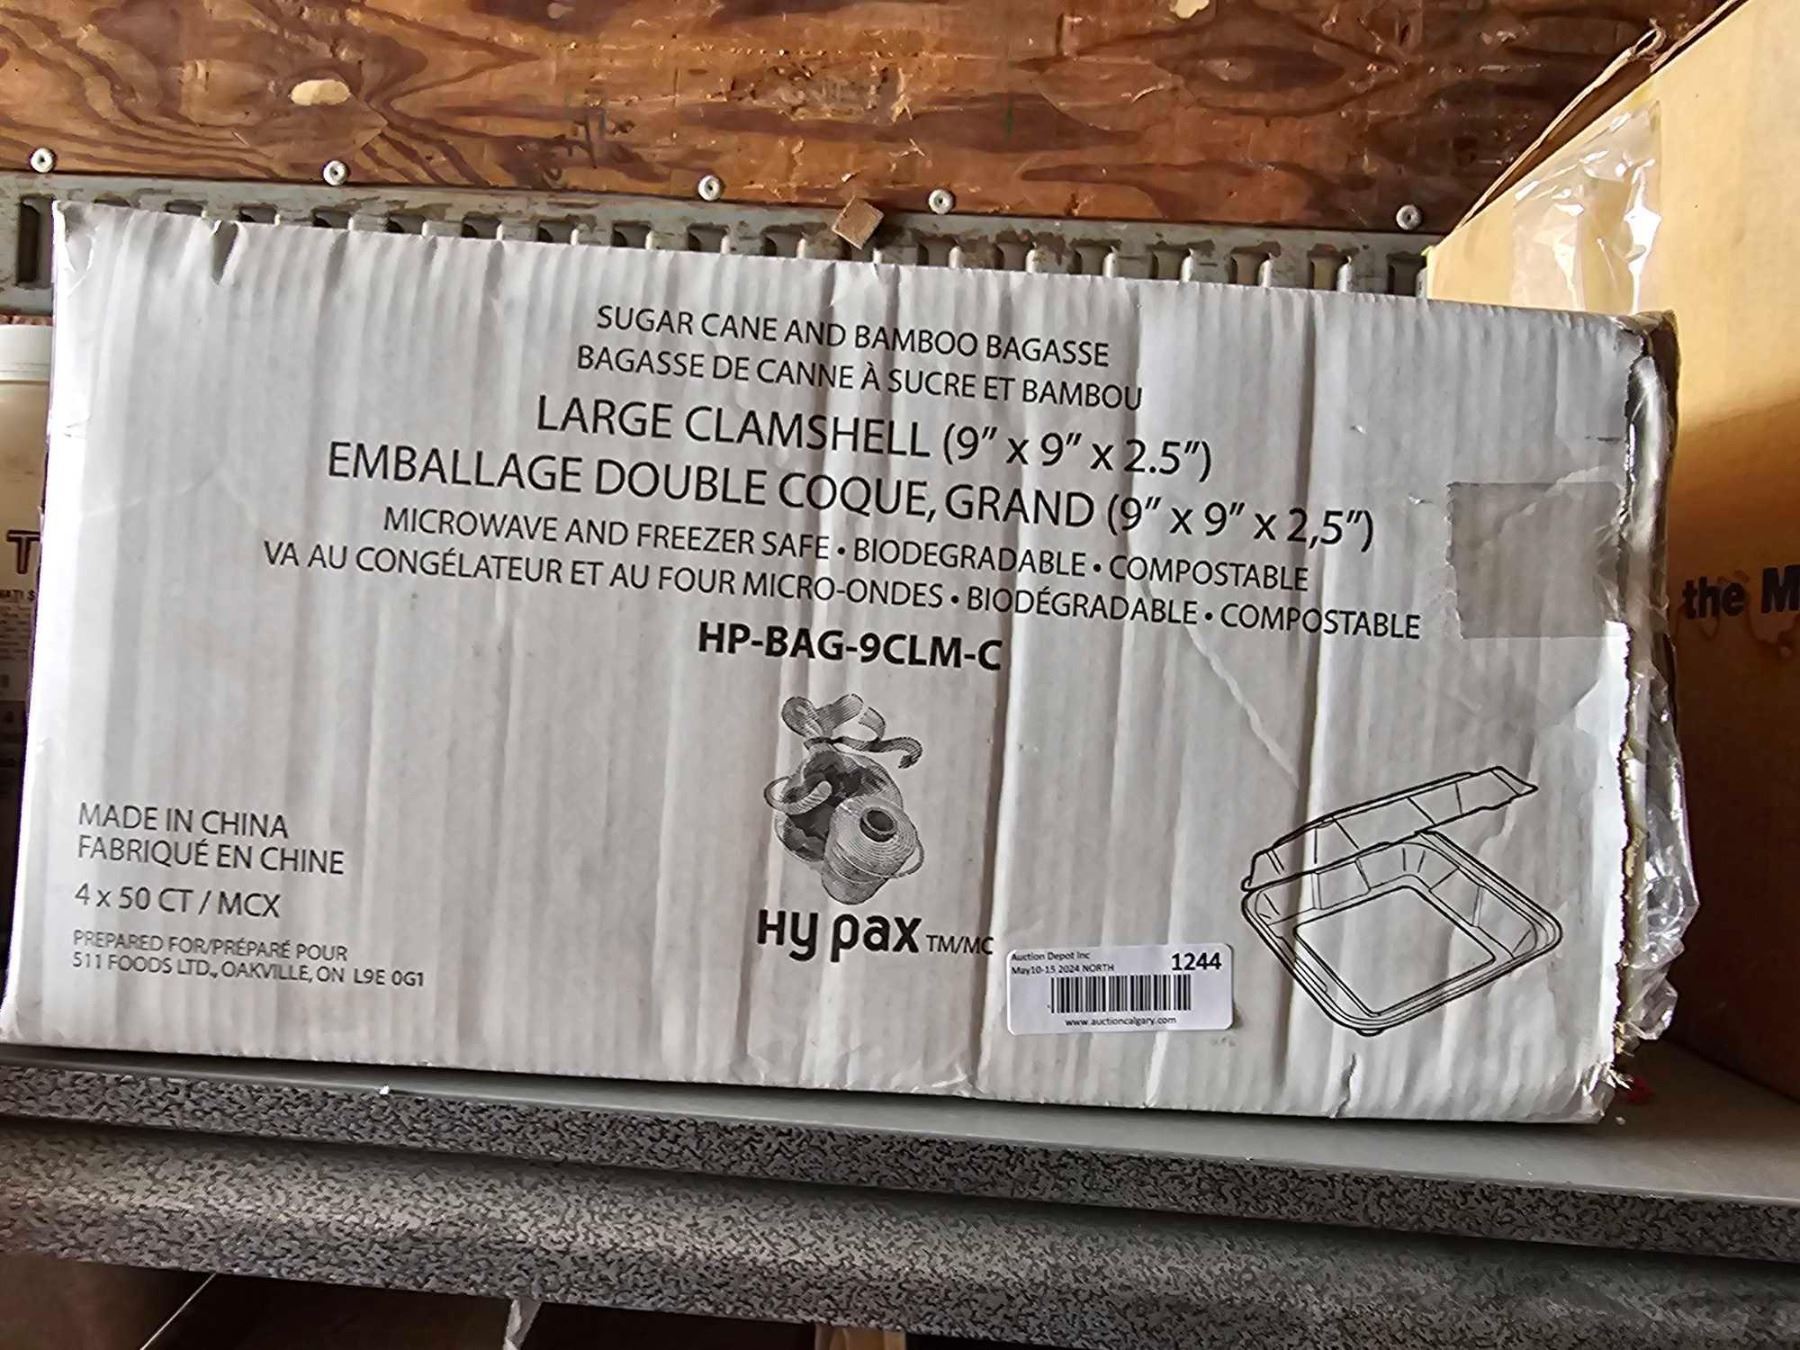 SUGAR CANE AND BAMBOO BAGASSE
BAGASSE DE CANNE À SUCRE ET BAMBOU
LARGE CLAMSHELL (9" x 9" x 2.5")
EMBALLAGE DOUBLE COQUE, GRAND (9" x 9" x 2,5")
MICROWAVE AND FREEZER SAFE • BIODEGRADABLE • COMPOSTABLE
VA AU CONGÉLATEUR ET AU FOUR MICRO-ONDES • BIODÉGRADABLE • COMPOSTABLE
HP-BAG-9CLM-C
MADE IN CHINA
FABRIQUÉ EN CHINE
4 x 50 CT / MCX
PREPARED FOR/PRÉPARÉ POUR
511 FOODS LTD., OAKVILLE, ON L9E 0G1
Hy pax TM/MC
Auction Depot Inc
May10-15 2024 NORTH
1244
www.auctioncalgary.com
the M